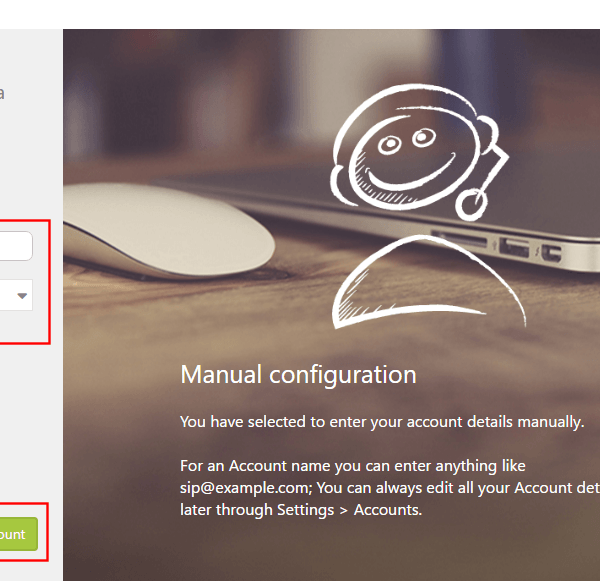 a
Manual configuration
You have selected to enter your account details manually.
For an Account name you can enter anything like
sip@example.com; You can always edit all your Account det
later through Settings > Accounts.
ount